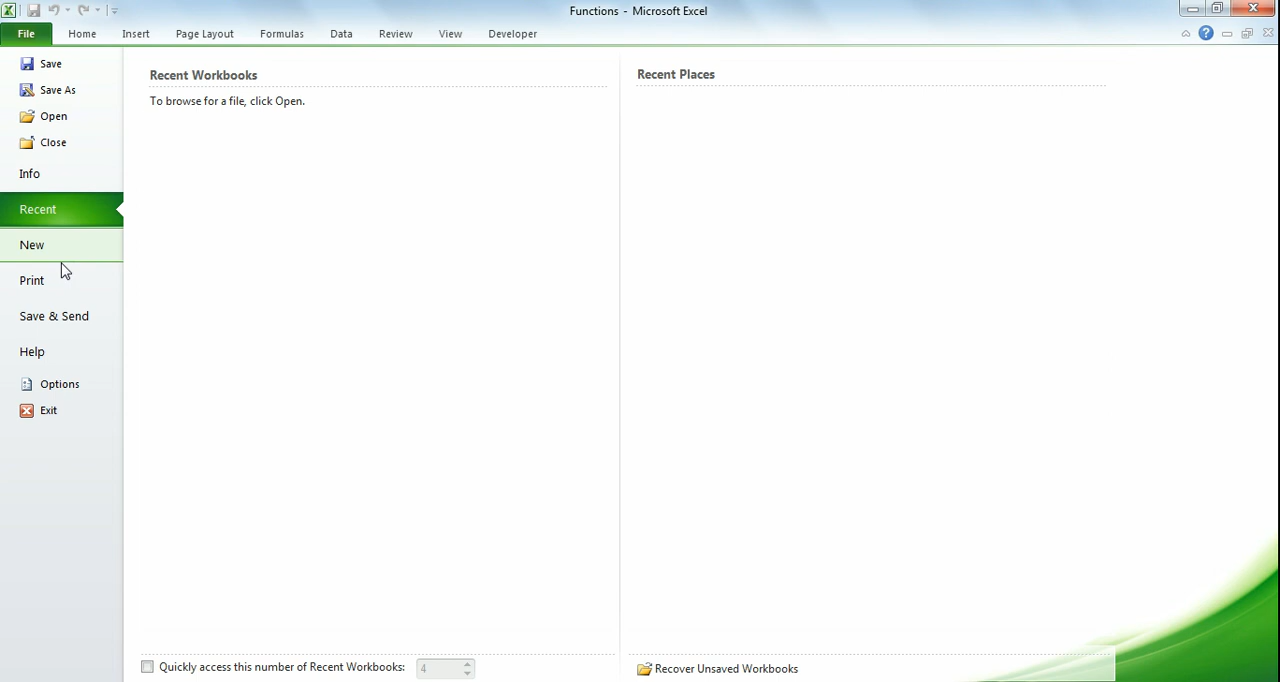 Functions - Microsoft Excel
File Home Insert Page Layout Formulas Data Review View Developer
Save
Save As
Open
Close
Info
Recent
New
Print
Save & Send
Help
Options
Exit
Recent Workbooks
To browse for a file, click Open.
Quickly access this number of Recent Workbooks: 4
Recent Places
Recover Unsaved Workbooks